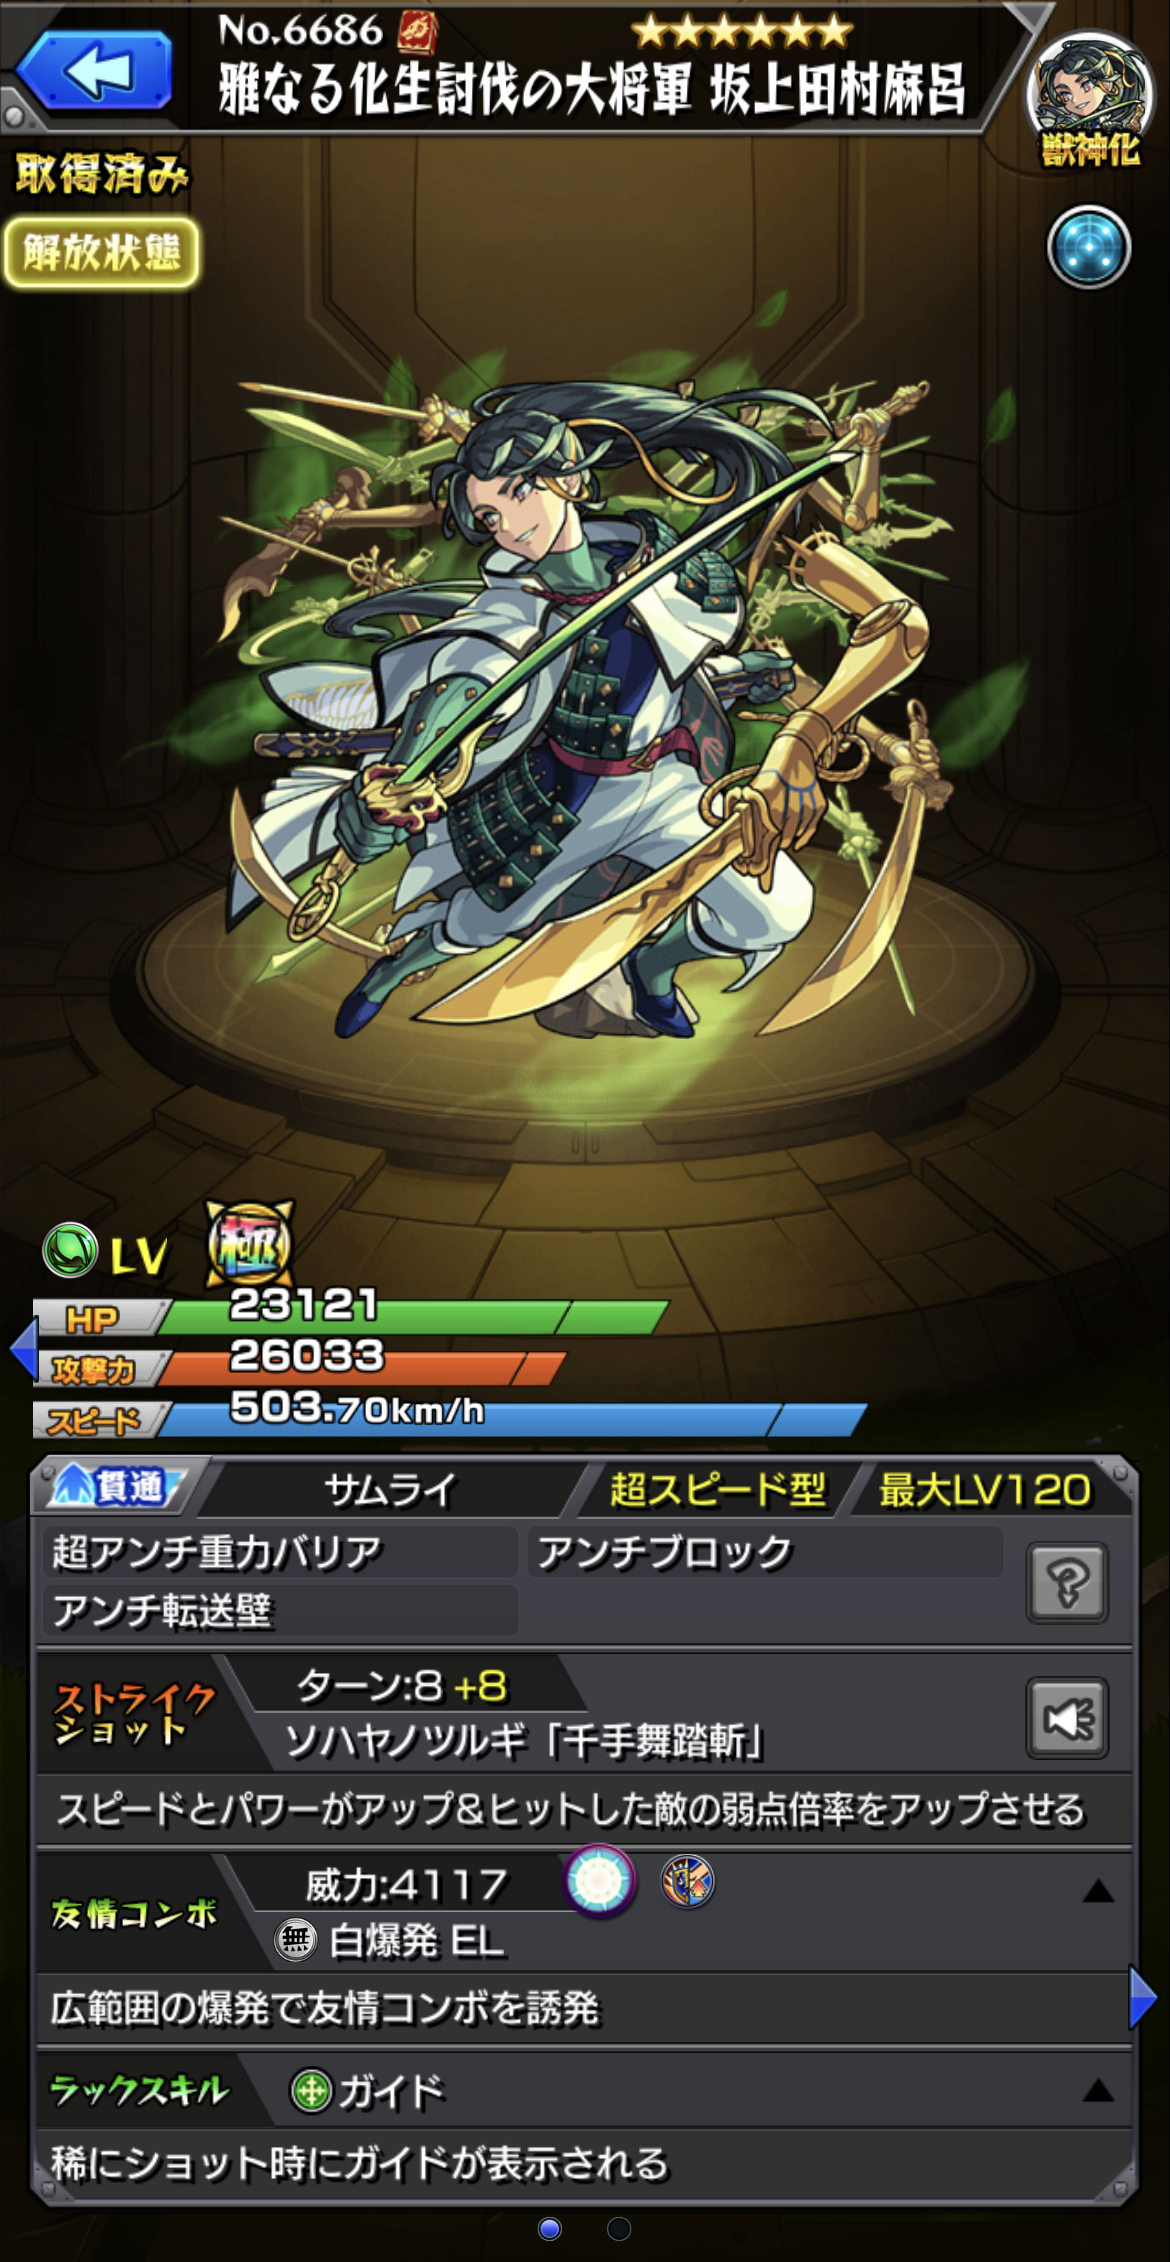 No.6686
雅なる化生討伐の大将軍 坂上田村麻呂
獣神化
取得済み
解放状態
LV 極
HP 23121
攻撃力 26033
スピード 503.70km/h
貫通 サムライ 超スピード型 最大LV120
超アンチ重力バリア アンチブロック
アンチ転送壁
ストライクショット ターン:8 +8
ソハヤノツルギ「千手舞踏斬」
スピードとパワーがアップ&ヒットした敵の弱点倍率をアップさせる
友情コンボ 威力:4117
無 白爆発 EL
広範囲の爆発で友情コンボを誘発
ラックスキル ガイド
稀にショット時にガイドが表示される